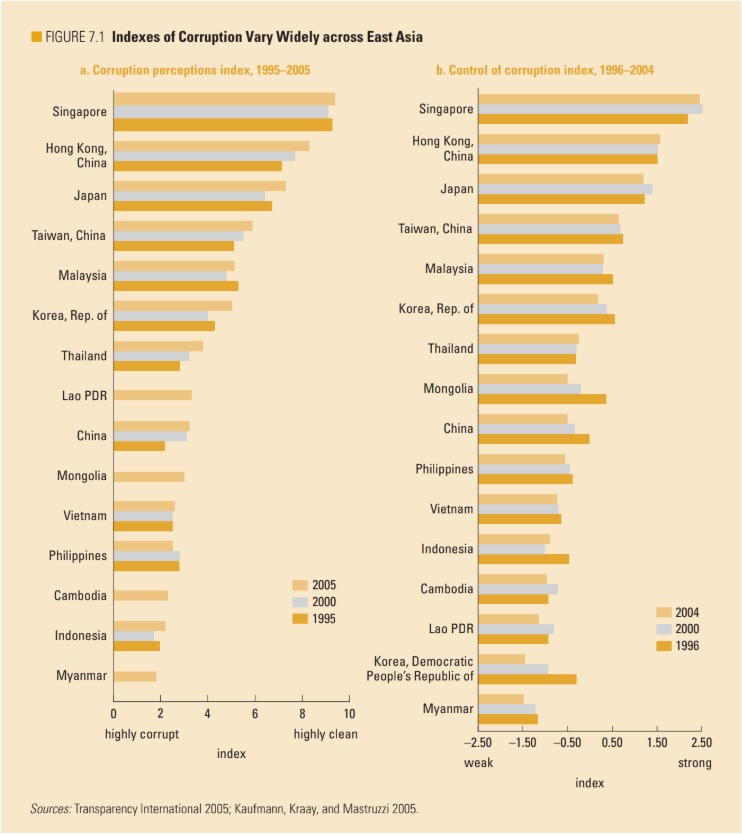 FIGURE 7.1 Indexes of Corruption Vary Widely across East Asia
a. Corruption perceptions index, 1995–2005
Singapore
Hong Kong,
China
Japan
Taiwan, China
Malaysia
Korea, Rep. of
Thailand
Lao PDR
China
Mongolia
Vietnam
Philippines
Cambodia
Indonesia
Myanmar
2005
2000
1995
0 2 4 6 8 10
highly corrupt highly clean
index
b. Control of corruption index, 1996–2004
Singapore
Hong Kong,
China
Japan
Taiwan, China
Malaysia
Korea, Rep. of
Thailand
Mongolia
China
Philippines
Vietnam
Indonesia
Cambodia
Lao PDR
Korea, Democratic
People's Republic of
Myanmar
2004
2000
1996
–2.50 –1.50 –0.50 0.50 1.50 2.50
weak strong
index
Sources: Transparency International 2005; Kaufmann, Kraay, and Mastruzzi 2005.